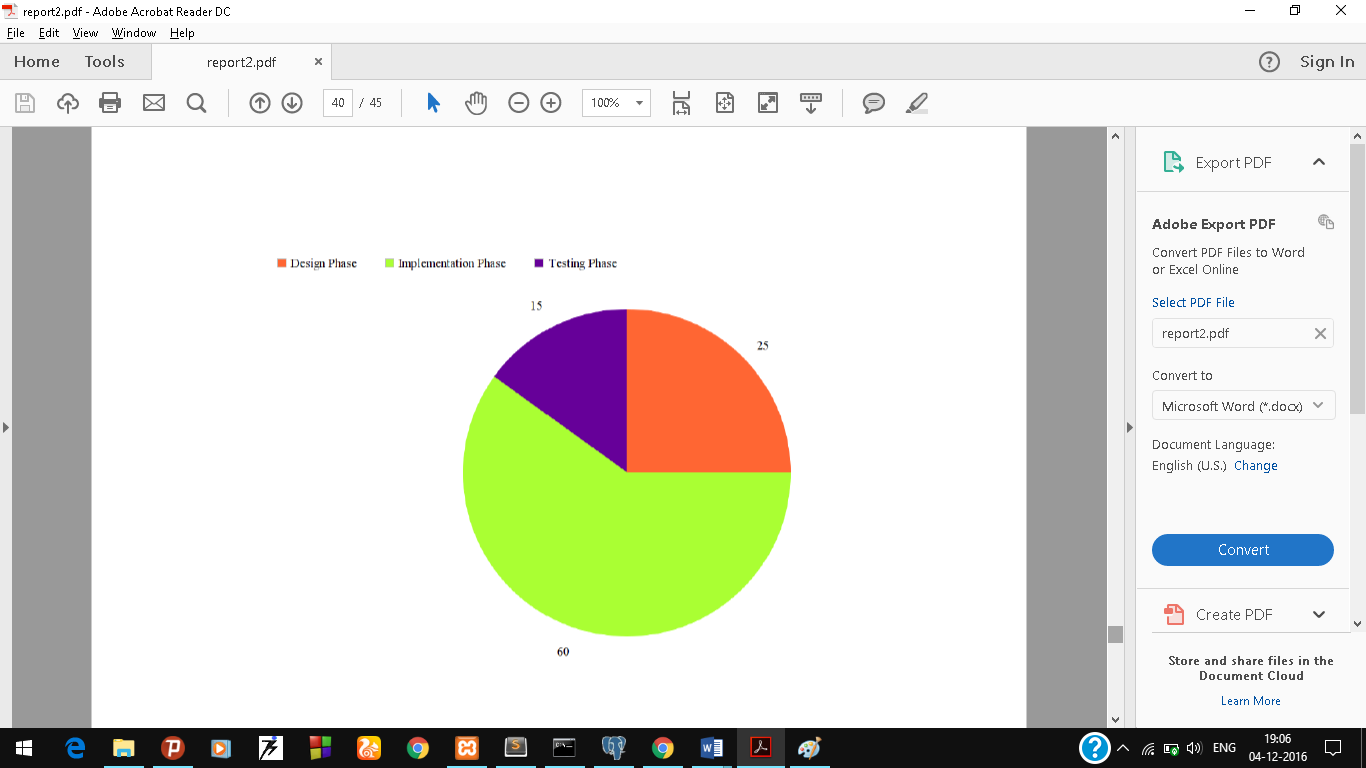 report2.pdf - Adobe Acrobat Reader DC
File Edit View Window Help
Home Tools report2.pdf × Sign In
40 / 45 100%
Export PDF
Adobe Export PDF
Convert PDF Files to Word
or Excel Online
Select PDF File
report2.pdf
Convert to
Microsoft Word (*.docx)
Document Language:
English (U.S.) Change
Convert
Create PDF
Store and share files in the
Document Cloud
Learn More
Design Phase Implementation Phase Testing Phase
15
25
60
ENG
19:06
04-12-2016